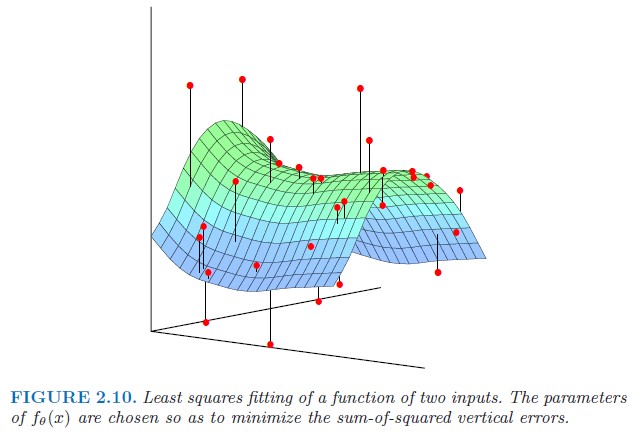 FIGURE 2.10. Least squares fitting of a function of two inputs. The parameters
of fθ(x) are chosen so as to minimize the sum-of-squared vertical errors.